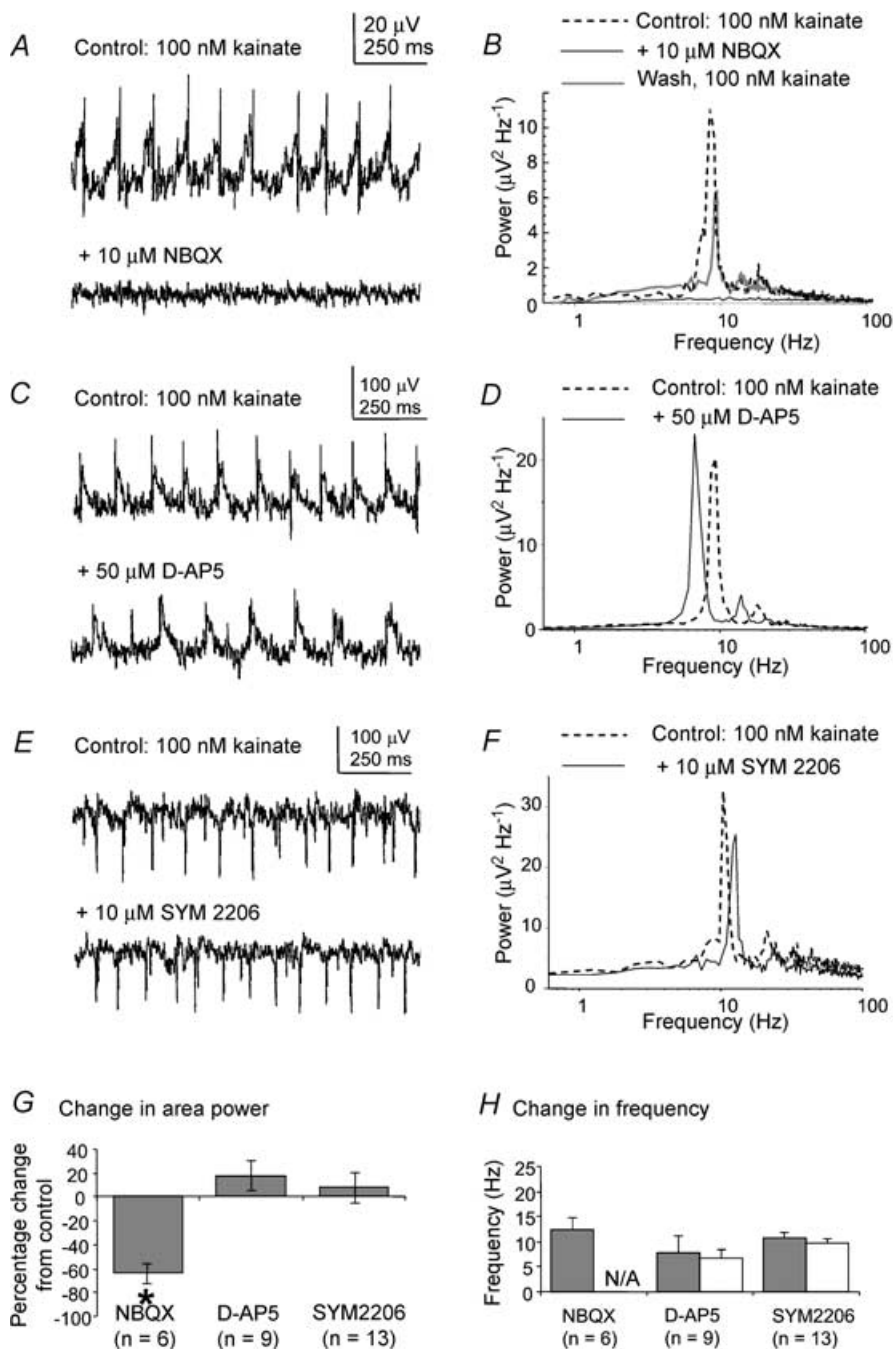 A
Control: 100 nM kainate
20 µV
250 ms
+ 10 µM NBQX
B
Control: 100 nM kainate
+ 10 µM NBQX
Wash, 100 nM kainate
Power (µV² Hz⁻¹)
10
8
6
4
2
0
1
10
100
Frequency (Hz)
C
Control: 100 nM kainate
100 µV
250 ms
+ 50 µM D-AP5
D
Control: 100 nM kainate
+ 50 µM D-AP5
Power (µV² Hz⁻¹)
20
10
0
1
10
100
Frequency (Hz)
E
Control: 100 nM kainate
100 µV
250 ms
+ 10 µM SYM 2206
F
Control: 100 nM kainate
+ 10 µM SYM 2206
Power (µV² Hz⁻¹)
30
20
10
0
1
10
100
Frequency (Hz)
G
Change in area power
Percentage change
from control
40
20
0
-20
-40
-60
-80
-100
*
NBQX
(n = 6)
D-AP5
(n = 9)
SYM2206
(n = 13)
H
Change in frequency
Frequency (Hz)
25
20
15
10
5
0
N/A
NBQX
(n = 6)
D-AP5
(n = 9)
SYM2206
(n = 13)